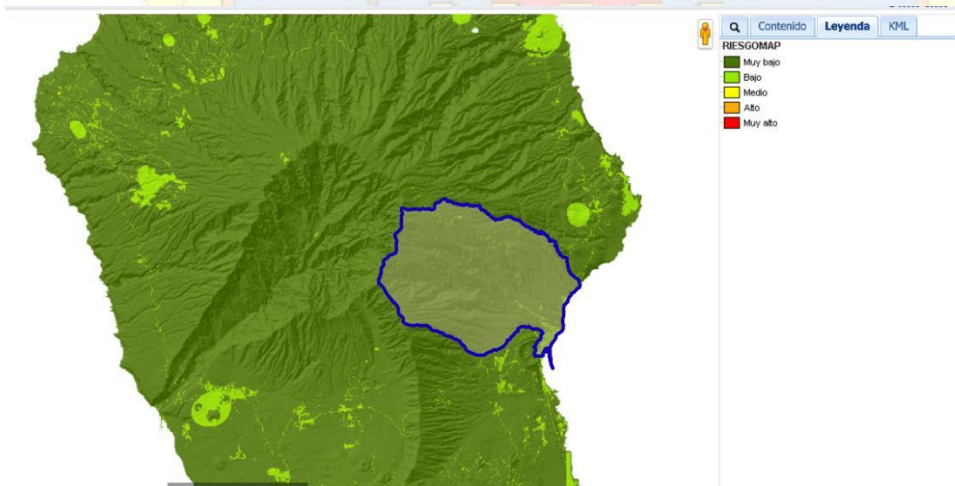 Contenido Leyenda KML
RIESGOMAP
Muy bajo
Bajo
Medio
Alto
Muy alto